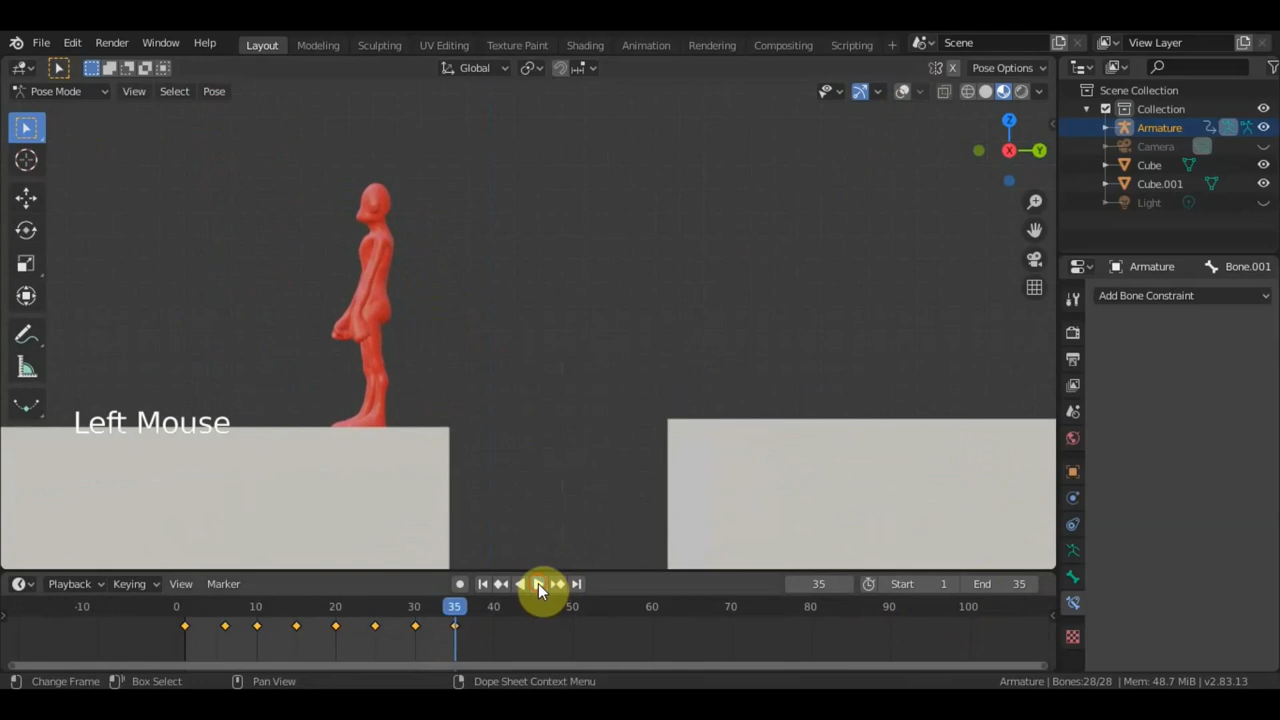 File Edit Render Window Help Layout Modeling Sculpting UV Editing Texture Paint Shading Animation Rendering Compositing Scripting + Scene View Layer
Global Pose Options
Pose Mode View Select Pose
X
Z
X
Y
Left Mouse
Scene Collection
Collection
Armature
Camera
Cube
Cube.001
Light
Armature Bone.001
Add Bone Constraint
Playback Keying View Marker 35 Start 1 End 35
-10 0 10 20 30 35 40 50 60 70 80 90 100
Change Frame Box Select Pan View Dope Sheet Context Menu Armature | Bones:28/28 | Mem: 48.7 MiB | v2.83.13